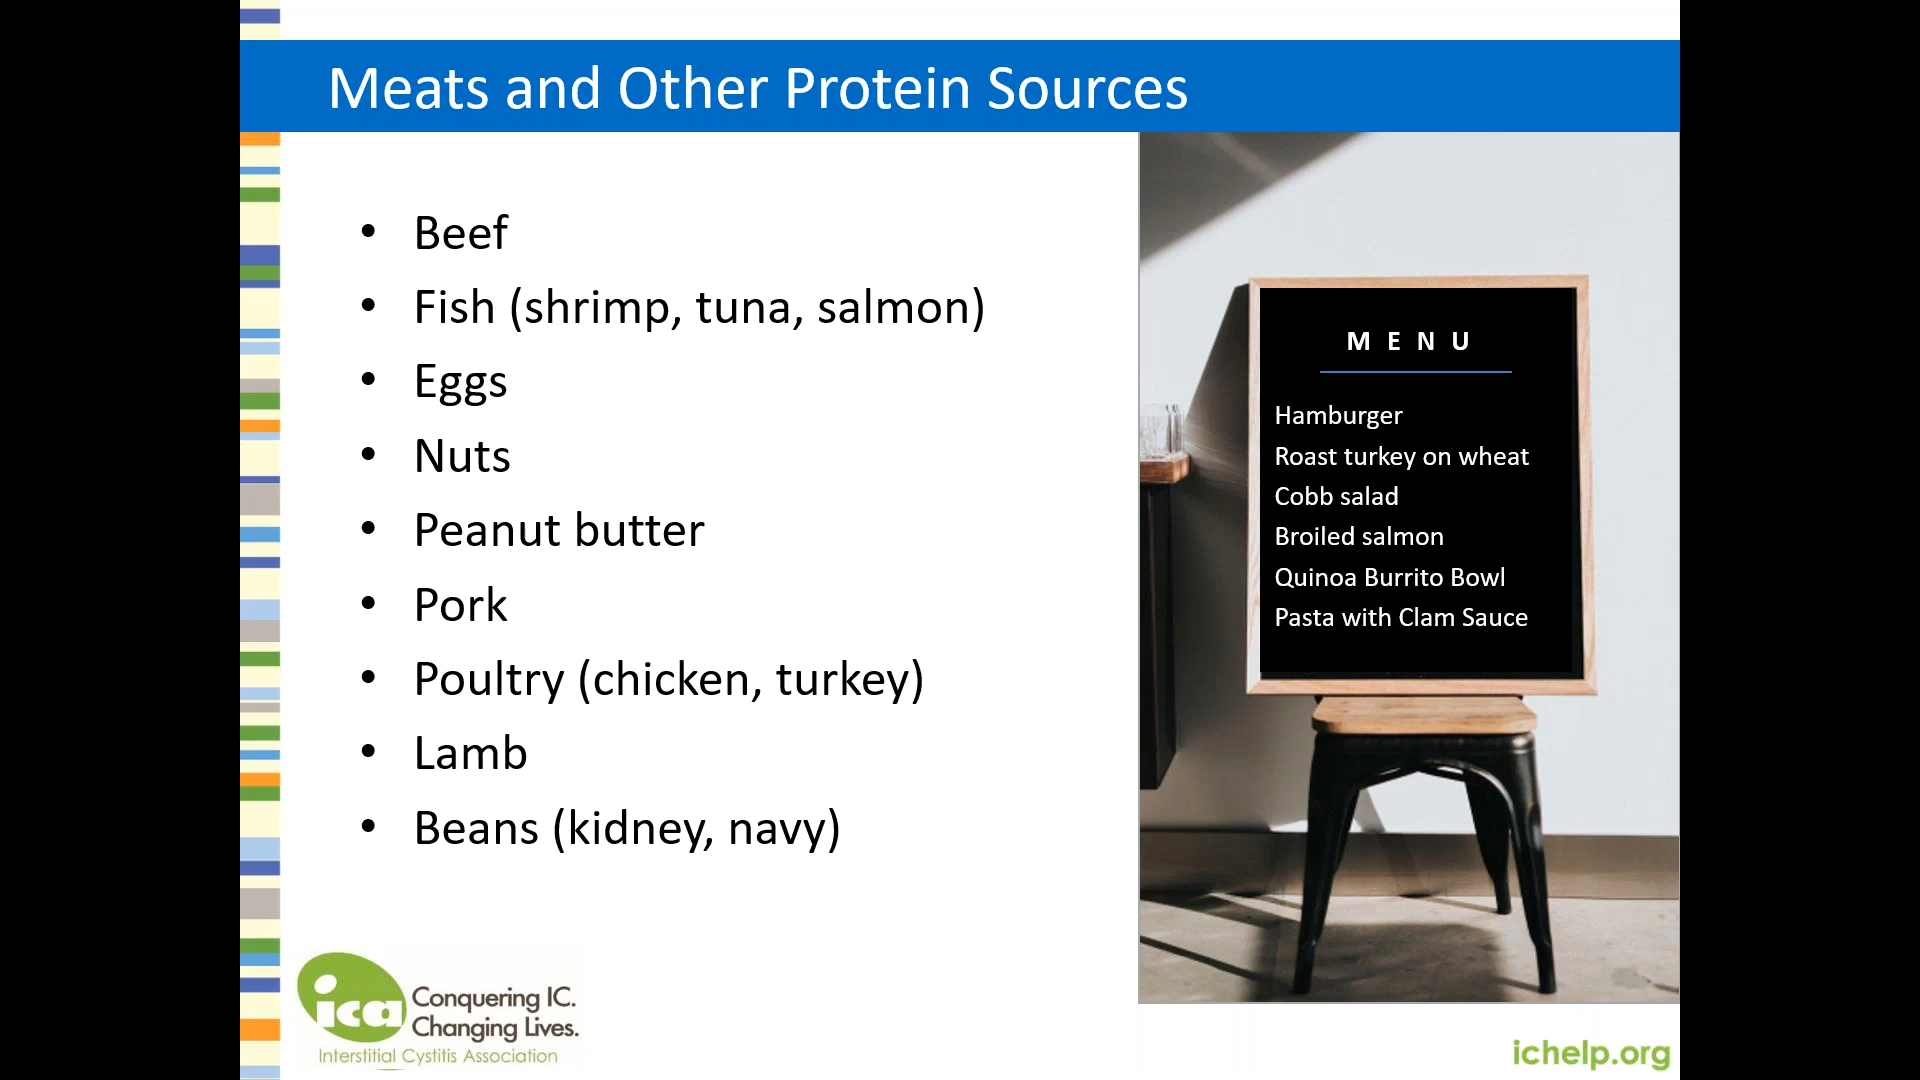 Meats and Other Protein Sources
• Beef
• Fish (shrimp, tuna, salmon)
• Eggs
• Nuts
• Peanut butter
• Pork
• Poultry (chicken, turkey)
• Lamb
• Beans (kidney, navy)
MENU
Hamburger
Roast turkey on wheat
Cobb salad
Broiled salmon
Quinoa Burrito Bowl
Pasta with Clam Sauce
ica
Conquering IC.
Changing Lives.
Interstitial Cystitis Association
ichelp.org